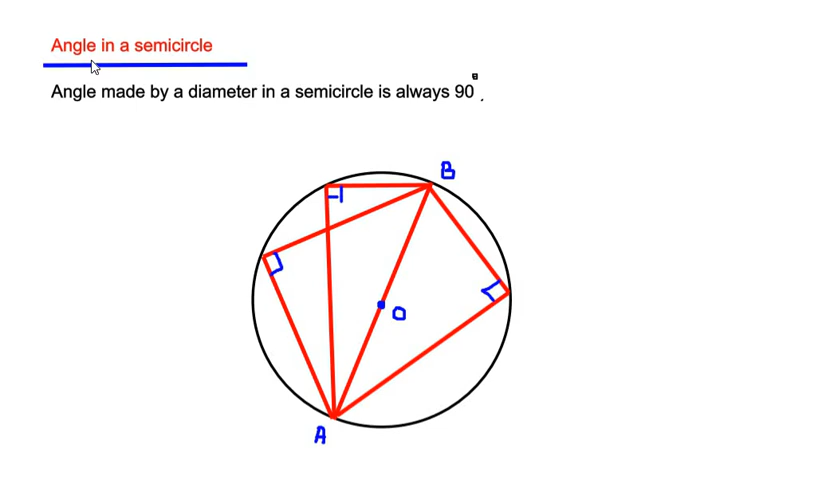 Angle in a semicircle
Angle made by a diameter in a semicircle is always 90°.
B
O
A